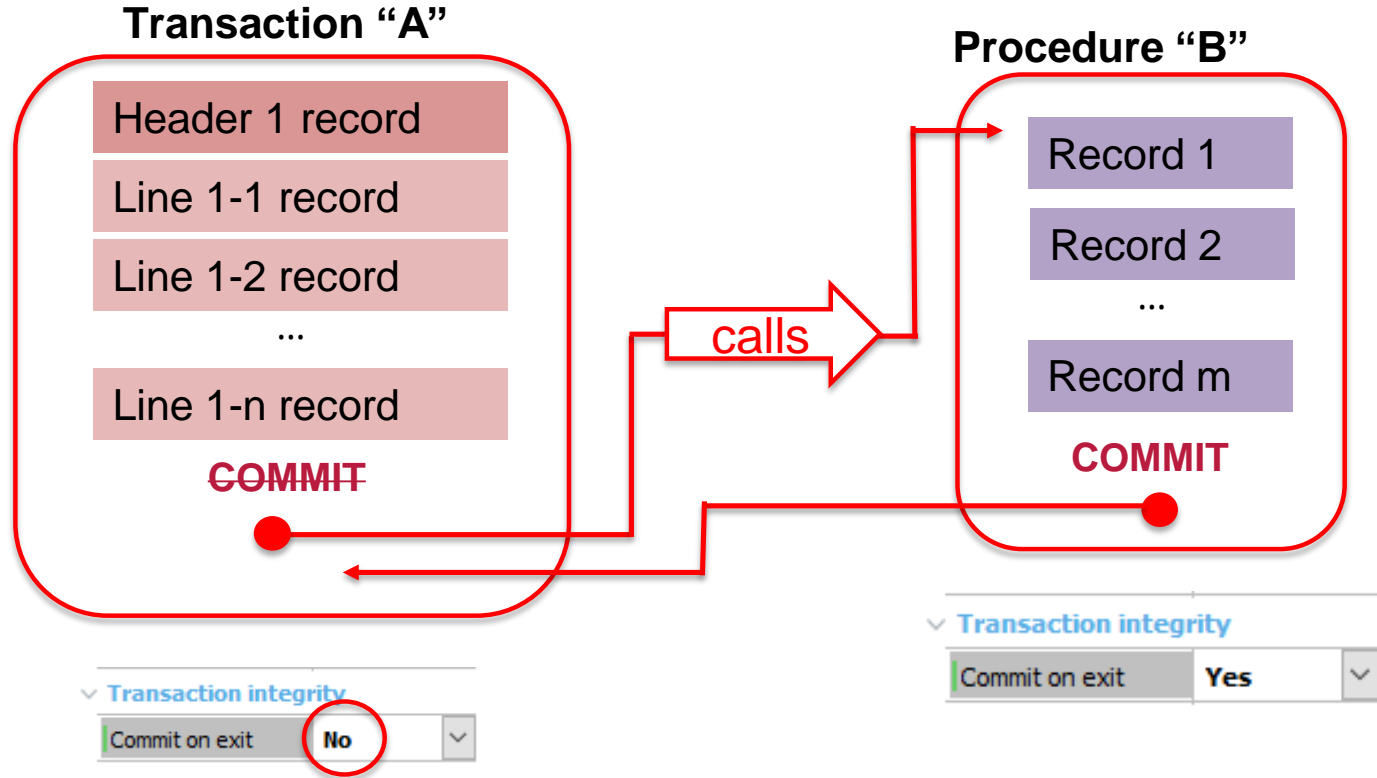 Transaction “A”
Header 1 record
Line 1-1 record
Line 1-2 record
...
Line 1-n record
COMMIT
Transaction integrity
Commit on exit No
calls
Procedure “B”
Record 1
Record 2
...
Record m
COMMIT
Transaction integrity
Commit on exit Yes